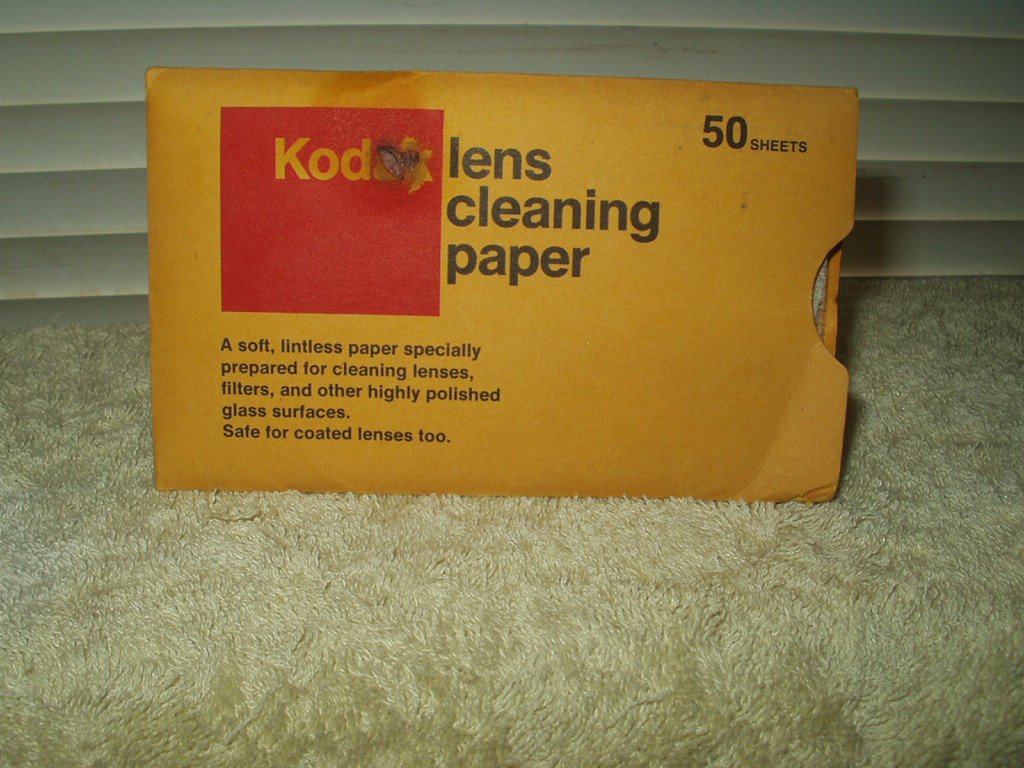 Kod
lens
cleaning
paper
50 SHEETS
A soft, lintless paper specially
prepared for cleaning lenses,
filters, and other highly polished
glass surfaces.
Safe for coated lenses too.